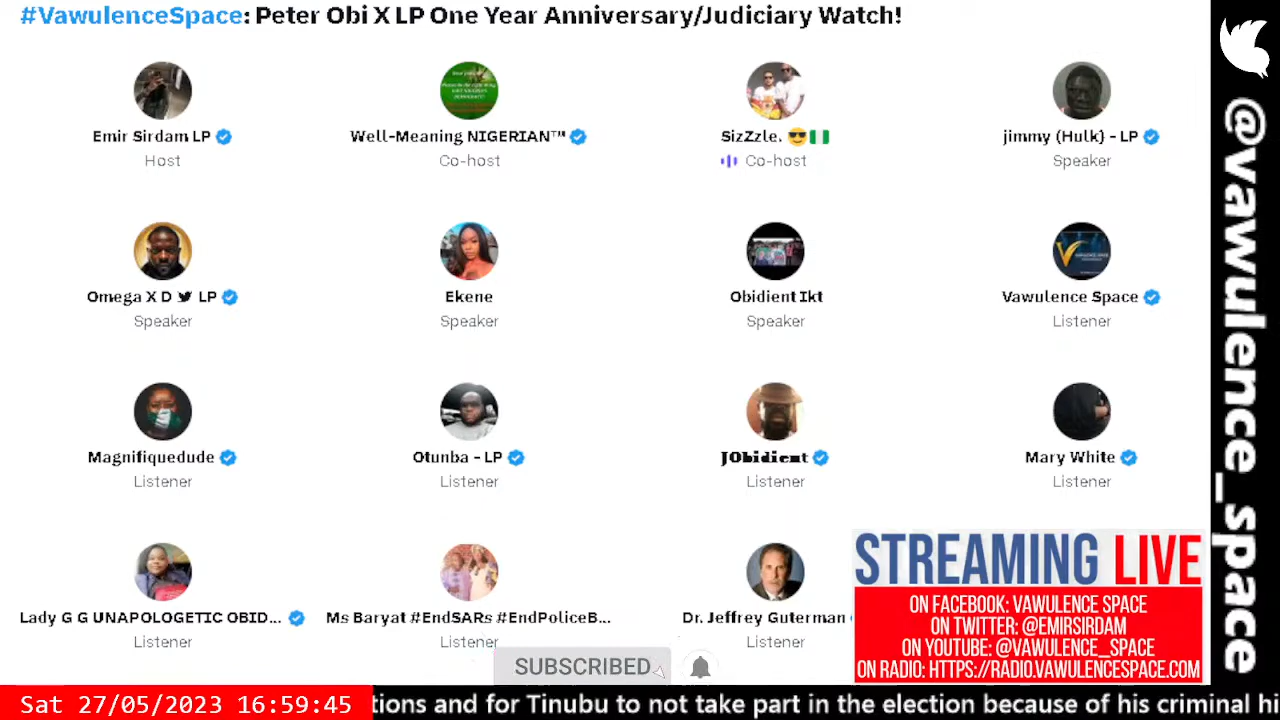 #VawulenceSpace: Peter Obi X LP One Year Anniversary/Judiciary Watch!
Emir Sirdam LP
Host
Well-Meaning NIGERIAN™
Co-host
SizZzle. 😎🇳🇬
Co-host
jimmy (Hulk) - LP
Speaker
Omega X D LP
Speaker
Ekene
Speaker
Obidient Ikt
Speaker
Vawulence Space
Listener
Magnifiquedude
Listener
Otunba - LP
Listener
JObidient
Listener
Mary White
Listener
Lady G G UNAPOLOGETIC OBID...
Listener
Ms Baryat #EndSARs #EndPoliceB...
Listener
Dr. Jeffrey Guterman
Listener
@vawulence_space
STREAMING LIVE
ON FACEBOOK: VAWULENCE SPACE
ON TWITTER: @EMIRSIRDAM
ON YOUTUBE: @VAWULENCE_SPACE
ON RADIO: HTTPS://RADIO.VAWULENCESPACE.COM
SUBSCRIBED
Sat 27/05/2023 16:59:45
tions and for Tinubu to not take part in the election because of his criminal hi